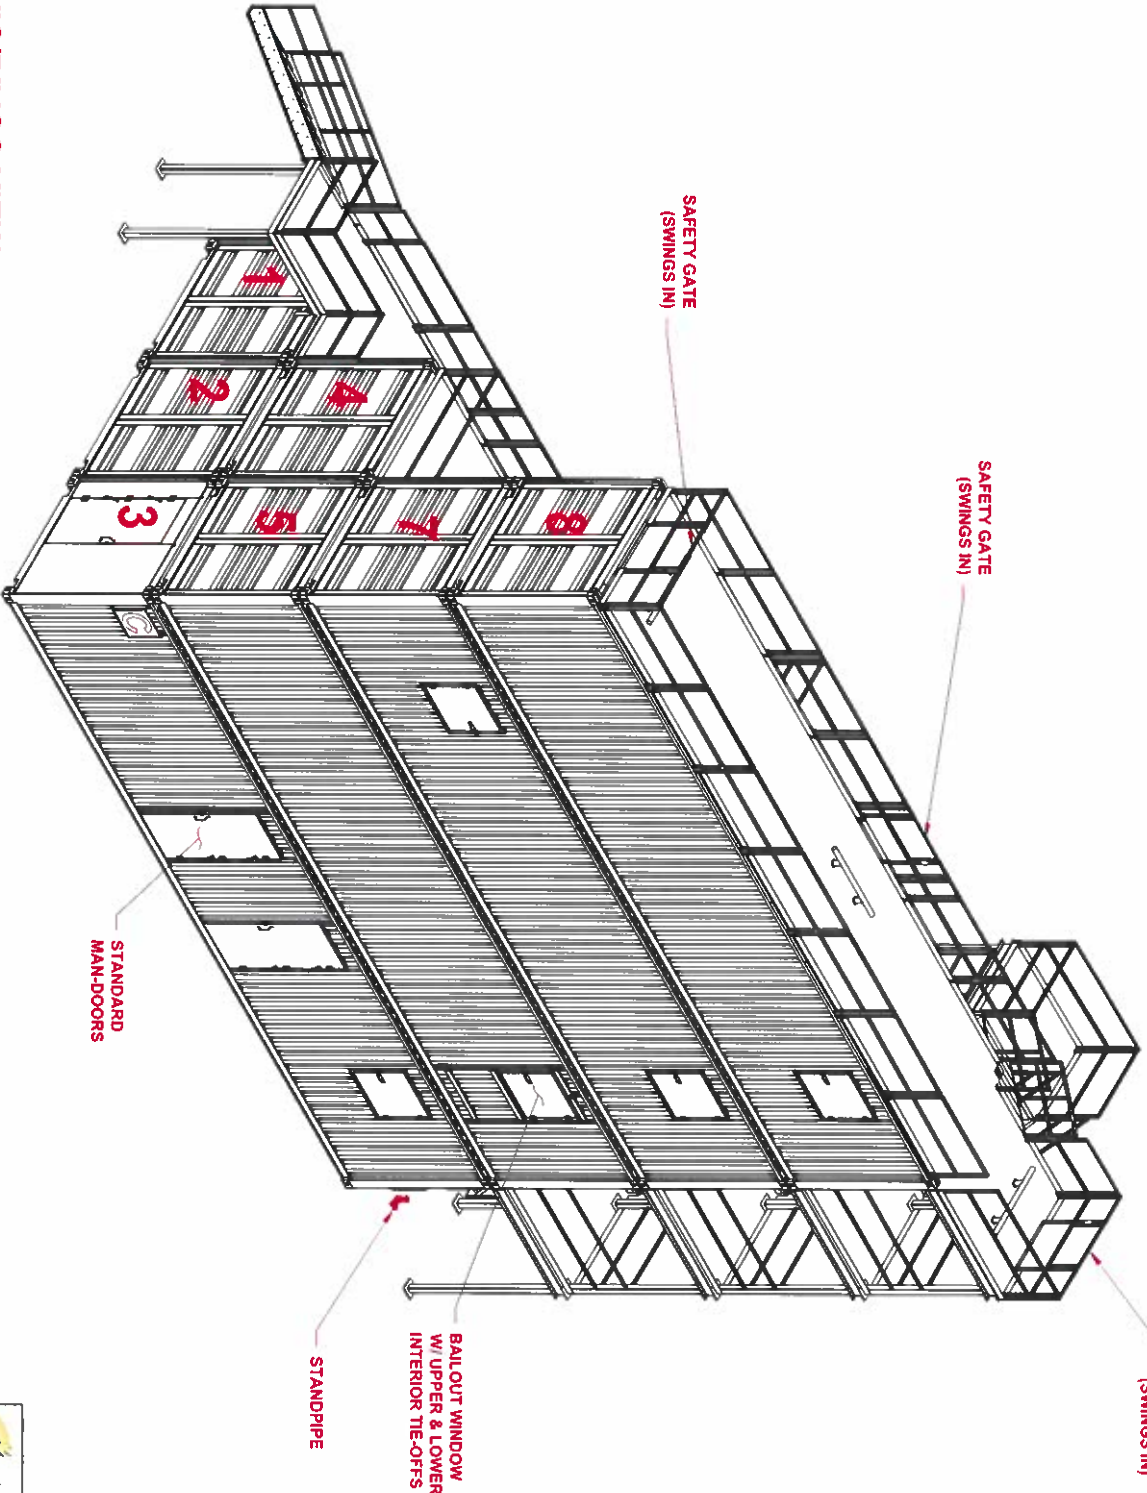 SAFETY GATE
(SWINGS IN)
SAFETY GATE
(SWINGS IN)
(SWINGS IN)
1
2
4
3
5
7
8
STANDARD
MAN-DOORS
BAILOUT WINDOW
W/ UPPER & LOWER
INTERIOR TIE-OFFS
STANDPIPE